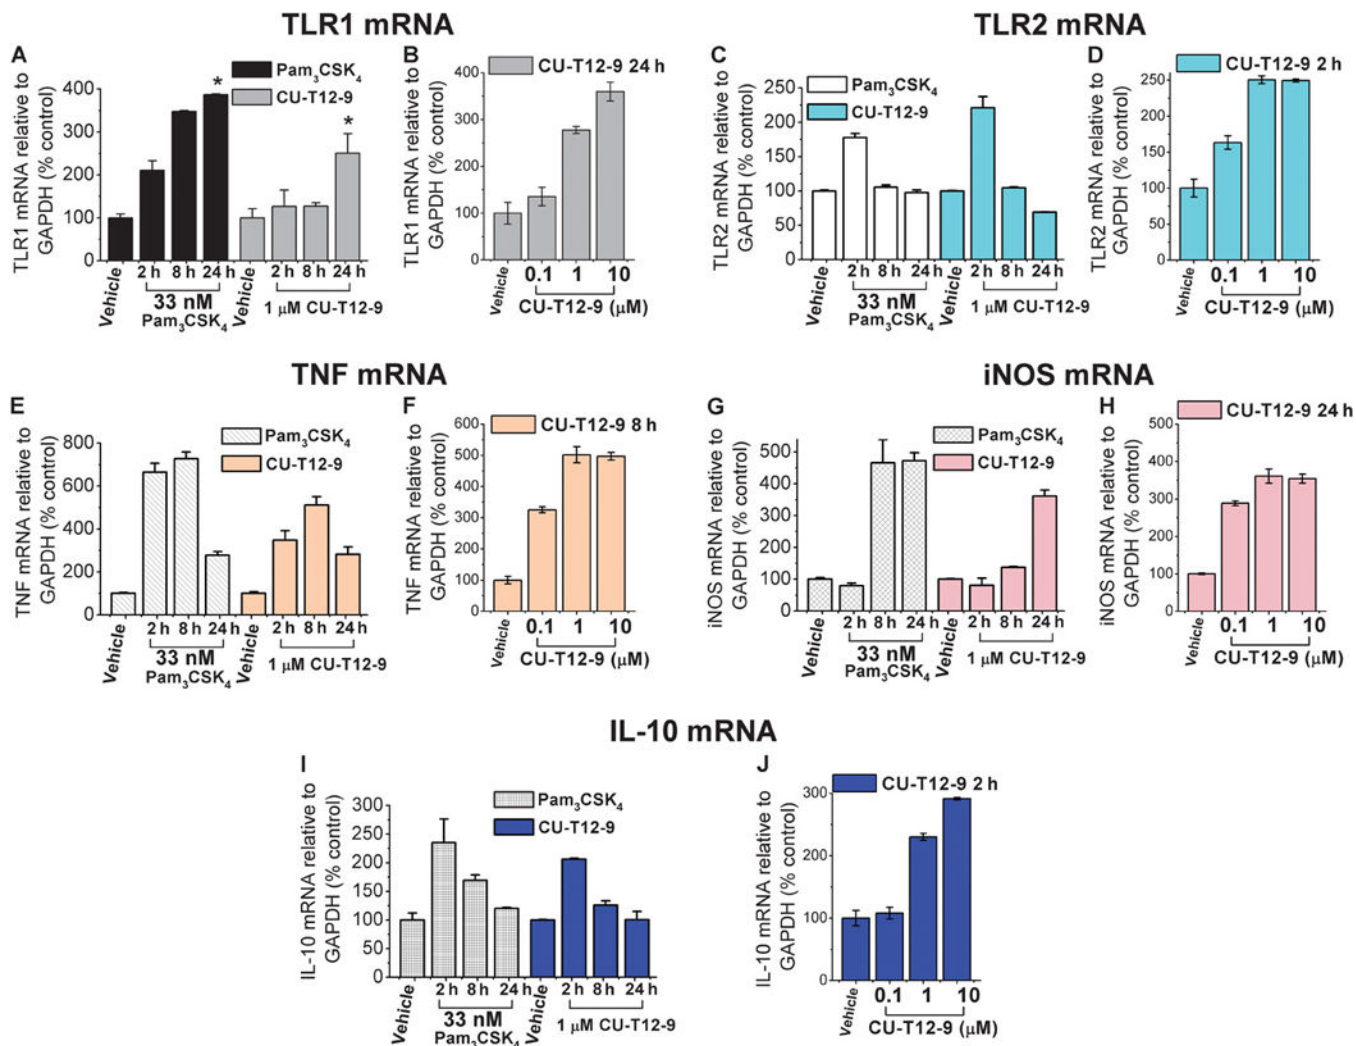 TLR1 mRNA
A
TLR1 mRNA relative to
GAPDH (% control)
500
400
300
200
100
0
Pam₃CSK₄
CU-T12-9
*
*
Vehicle
2 h
8 h
24 h
33 nM
Pam₃CSK₄
Vehicle
2 h
8 h
24 h
1 μM CU-T12-9
B
TLR1 mRNA relative to
GAPDH (% control)
400
300
200
100
0
CU-T12-9 24 h
Vehicle
0.1
1
10
CU-T12-9 (μM)
TLR2 mRNA
C
TLR2 mRNA relative to
GAPDH (% control)
250
200
150
100
50
0
Pam₃CSK₄
CU-T12-9
Vehicle
2 h
8 h
24 h
33 nM
Pam₃CSK₄
Vehicle
2 h
8 h
24 h
1 μM CU-T12-9
D
TLR2 mRNA relative to
GAPDH (% control)
250
225
200
175
150
125
100
75
50
25
0
CU-T12-9 2 h
Vehicle
0.1
1
10
CU-T12-9 (μM)
TNF mRNA
E
TNF mRNA relative to
GAPDH (% control)
800
600
400
200
0
Pam₃CSK₄
CU-T12-9
Vehicle
2 h
8 h
24 h
33 nM
Pam₃CSK₄
Vehicle
2 h
8 h
24 h
1 μM CU-T12-9
F
TNF mRNA relative to
GAPDH (% control)
500
400
300
200
100
0
CU-T12-9 8 h
Vehicle
0.1
1
10
CU-T12-9 (μM)
iNOS mRNA
G
iNOS mRNA relative to
GAPDH (% control)
500
400
300
200
100
0
Pam₃CSK₄
CU-T12-9
Vehicle
2 h
8 h
24 h
33 nM
Pam₃CSK₄
Vehicle
2 h
8 h
24 h
1 μM CU-T12-9
H
iNOS mRNA relative to
GAPDH (% control)
500
400
300
200
100
0
CU-T12-9 24 h
Vehicle
0.1
1
10
CU-T12-9 (μM)
IL-10 mRNA
I
IL-10 mRNA relative to
GAPDH (% control)
300
250
200
150
100
50
0
Pam₃CSK₄
CU-T12-9
Vehicle
2 h
8 h
24 h
33 nM
Pam₃CSK₄
Vehicle
2 h
8 h
24 h
1 μM CU-T12-9
J
IL-10 mRNA relative to
GAPDH (% control)
300
200
100
0
CU-T12-9 2 h
Vehicle
0.1
1
10
CU-T12-9 (μM)